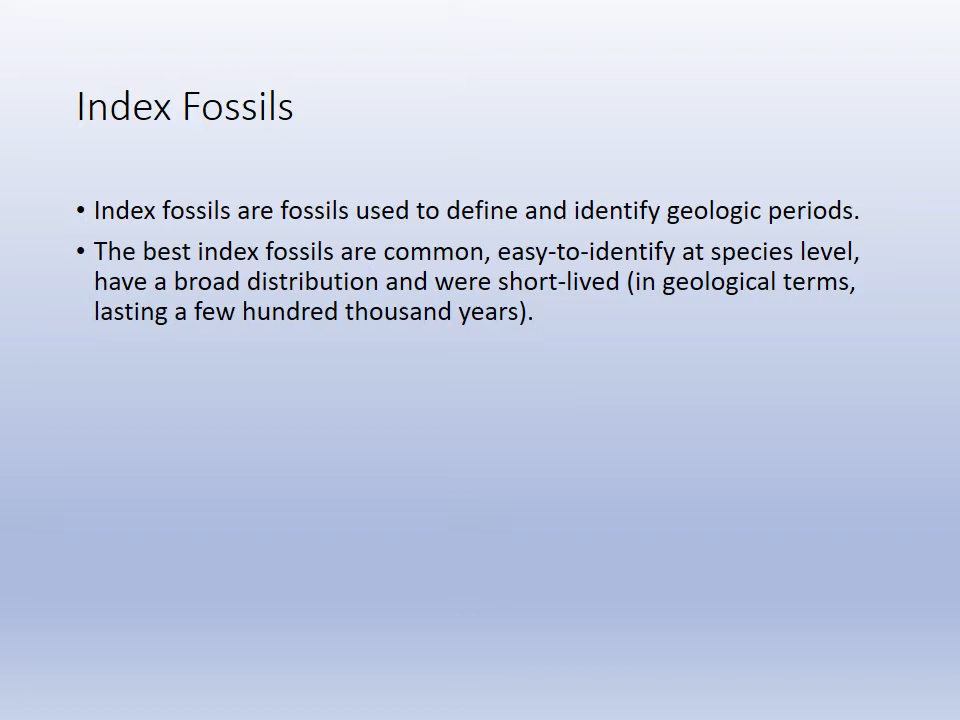 Index Fossils
• Index fossils are fossils used to define and identify geologic periods.
• The best index fossils are common, easy-to-identify at species level,
have a broad distribution and were short-lived (in geological terms,
lasting a few hundred thousand years).